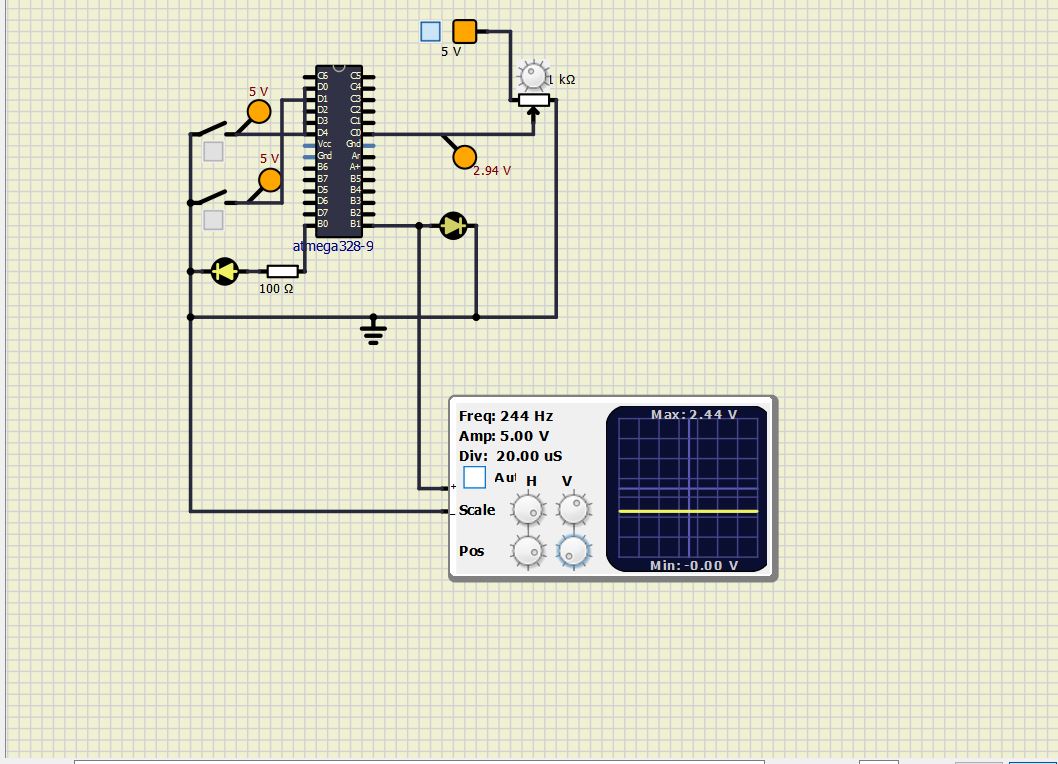 5 V
1 kΩ
5 V
5 V
C6 C5
D0 C4
D1 C3
D2 C2
D3 C1
D4 C0
Vcc Gnd
Gnd Ar
B6 A+
B7 B5
D5 B4
D6 B3
D7 B2
B0 B1
2.94 V
atmega328-9
100 Ω
Freq: 244 Hz
Amp: 5.00 V
Div: 20.00 uS
Aut H V
+
Scale
_
Pos
Max: 2.44 V
Min: -0.00 V